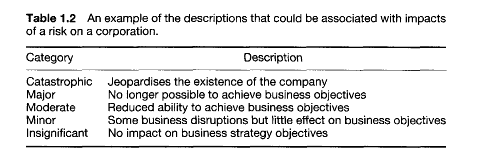 Table 1.2 An example of the descriptions that could be associated with impacts
of a risk on a corporation.
Category Description
Catastrophic Jeopardises the existence of the company
Major No longer possible to achieve business objectives
Moderate Reduced ability to achieve business objectives
Minor Some business disruptions but little effect on business objectives
Insignificant No impact on business strategy objectives